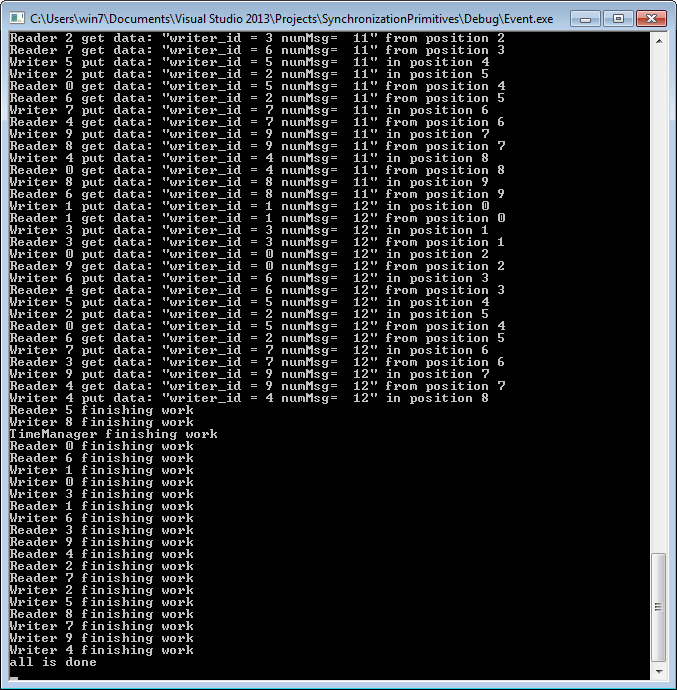 C:\Users\win7\Documents\Visual Studio 2013\Projects\SynchronizationPrimitives\Debug\Event.exe
Reader 2 get data: "writer_id = 3 numMsg=  11" from position 2
Reader 7 get data: "writer_id = 6 numMsg=  11" from position 3
Writer 5 put data: "writer_id = 5 numMsg=  11" in position 4
Writer 2 put data: "writer_id = 2 numMsg=  11" in position 5
Reader 0 get data: "writer_id = 5 numMsg=  11" from position 4
Reader 6 get data: "writer_id = 2 numMsg=  11" from position 5
Writer 7 put data: "writer_id = 7 numMsg=  11" in position 6
Reader 4 get data: "writer_id = 7 numMsg=  11" from position 6
Writer 9 put data: "writer_id = 9 numMsg=  11" in position 7
Reader 8 get data: "writer_id = 9 numMsg=  11" from position 7
Writer 4 put data: "writer_id = 4 numMsg=  11" in position 8
Reader 0 get data: "writer_id = 4 numMsg=  11" from position 8
Writer 8 put data: "writer_id = 8 numMsg=  11" in position 9
Reader 6 get data: "writer_id = 8 numMsg=  11" from position 9
Writer 1 put data: "writer_id = 1 numMsg=  12" in position 0
Reader 1 get data: "writer_id = 1 numMsg=  12" from position 0
Writer 3 put data: "writer_id = 3 numMsg=  12" in position 1
Reader 3 get data: "writer_id = 3 numMsg=  12" from position 1
Writer 0 put data: "writer_id = 0 numMsg=  12" in position 2
Reader 9 get data: "writer_id = 0 numMsg=  12" from position 2
Writer 6 put data: "writer_id = 6 numMsg=  12" in position 3
Reader 4 get data: "writer_id = 6 numMsg=  12" from position 3
Writer 5 put data: "writer_id = 5 numMsg=  12" in position 4
Writer 2 put data: "writer_id = 2 numMsg=  12" in position 5
Reader 0 get data: "writer_id = 5 numMsg=  12" from position 4
Reader 6 get data: "writer_id = 2 numMsg=  12" from position 5
Writer 7 put data: "writer_id = 7 numMsg=  12" in position 6
Reader 3 get data: "writer_id = 7 numMsg=  12" from position 6
Writer 9 put data: "writer_id = 9 numMsg=  12" in position 7
Reader 4 get data: "writer_id = 9 numMsg=  12" from position 7
Writer 4 put data: "writer_id = 4 numMsg=  12" in position 8
Reader 5 finishing work
Writer 8 finishing work
TimeManager finishing work
Reader 0 finishing work
Reader 6 finishing work
Writer 1 finishing work
Writer 0 finishing work
Writer 3 finishing work
Reader 1 finishing work
Writer 6 finishing work
Reader 3 finishing work
Reader 9 finishing work
Reader 4 finishing work
Reader 2 finishing work
Reader 7 finishing work
Writer 2 finishing work
Writer 5 finishing work
Reader 8 finishing work
Writer 7 finishing work
Writer 9 finishing work
Writer 4 finishing work
all is done